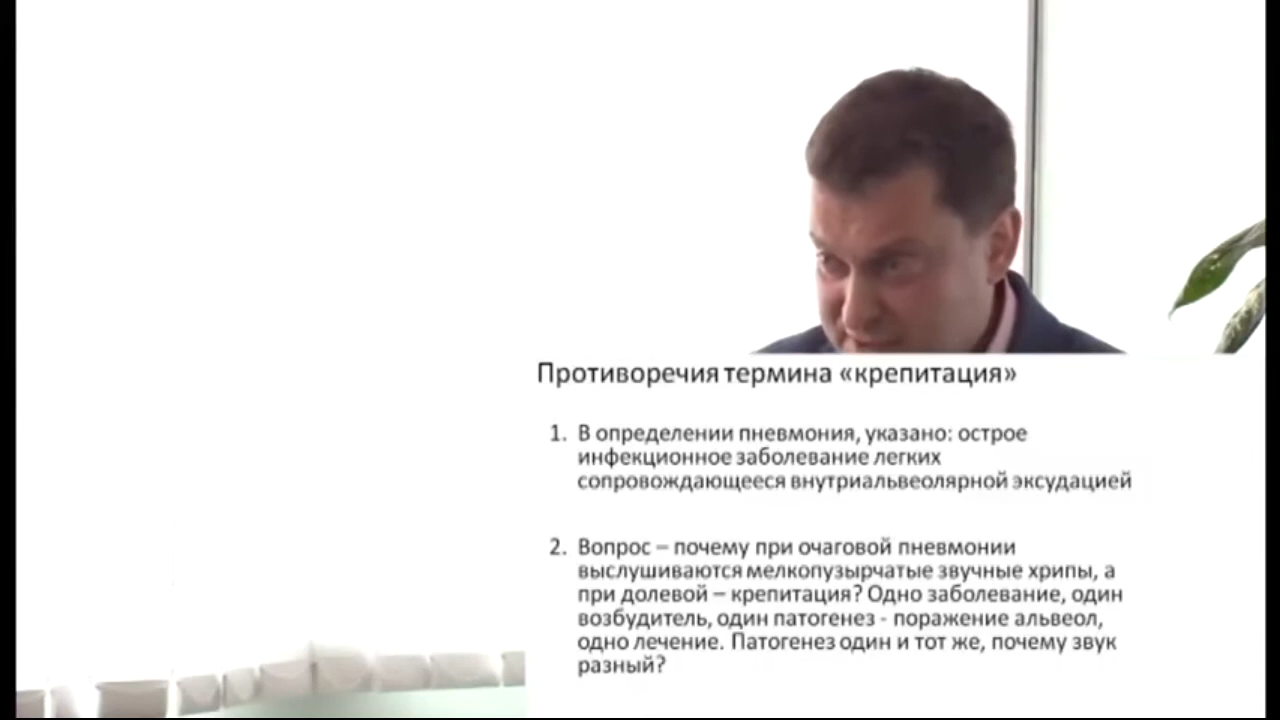 Противоречия термина «крепитация»
1. В определении пневмония, указано: острое
инфекционное заболевание легких
сопровождающееся внутриальвеолярной эксудацией
2. Вопрос – почему при очаговой пневмонии
выслушиваются мелкопузырчатые звучные хрипы, а
при долевой – крепитация? Одно заболевание, один
возбудитель, один патогенез - поражение альвеол,
одно лечение. Патогенез один и тот же, почему звук
разный?